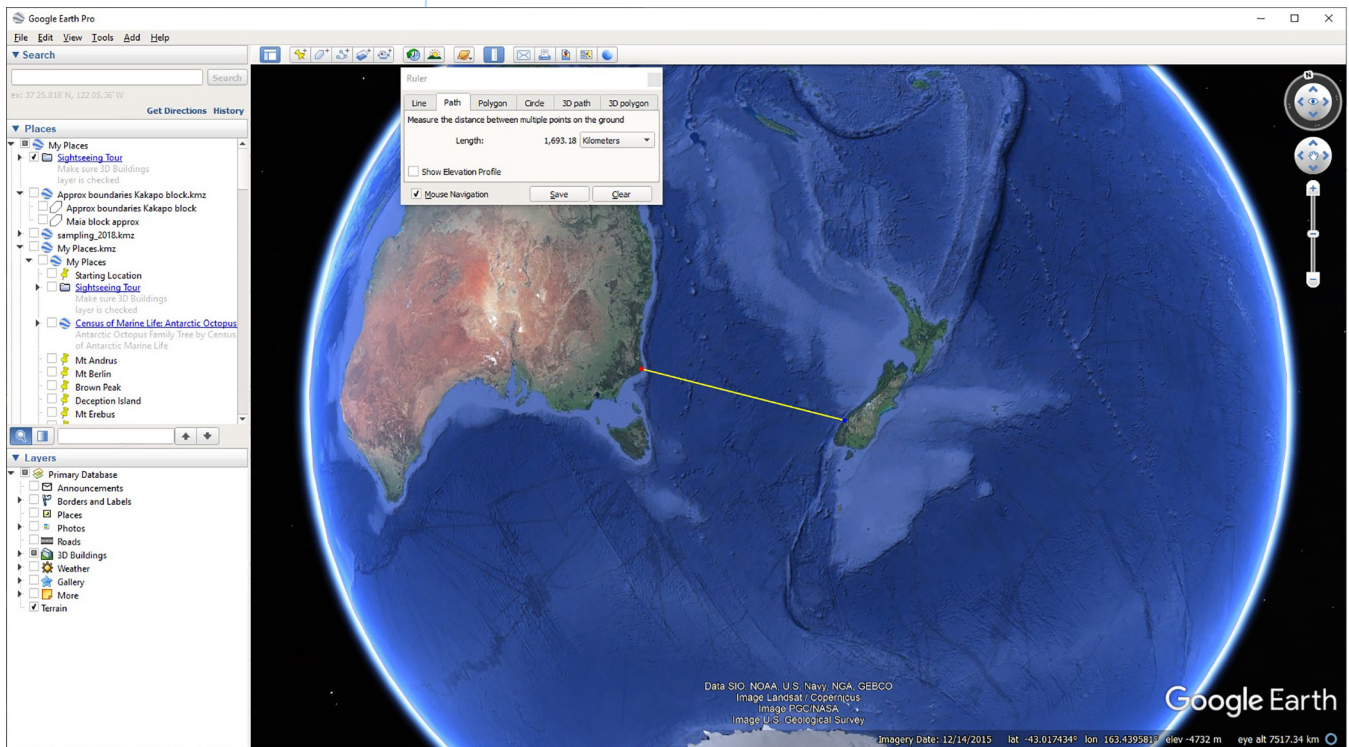 Google Earth Pro
File Edit View Tools Add Help
Search
Search
ex: 37 25.818' N, 122 05.36' W
Get Directions History
Places
My Places
Sightseeing Tour
Make sure 3D Buildings
layer is checked
Approx boundaries Kakapo block.kmz
Approx boundaries Kakapo block
Maia block approx
sampling_2018.kmz
My Places.kmz
My Places
Starting Location
Sightseeing Tour
Make sure 3D Buildings
layer is checked
Census of Marine Life: Antarctic Octopus
Antarctic Octopus Family Tree by Census
of Antarctic Marine Life
Mt Andrus
Mt Berlin
Brown Peak
Deception Island
Mt Erebus
Layers
Primary Database
Announcements
Borders and Labels
Places
Photos
Roads
3D Buildings
Weather
Gallery
More
Terrain
Ruler
Line Path Polygon Circle 3D path 3D polygon
Measure the distance between multiple points on the ground
Length: 1,693.18 Kilometers
Show Elevation Profile
Mouse Navigation Save Clear
N
Data SIO, NOAA, U.S. Navy, NGA, GEBCO
Image Landsat / Copernicus
Image PGC/NASA
Image U.S. Geological Survey
Google Earth
Imagery Date: 12/14/2015 lat -43.017434° lon 163.439581° elev -4732 m eye alt 7517.34 km